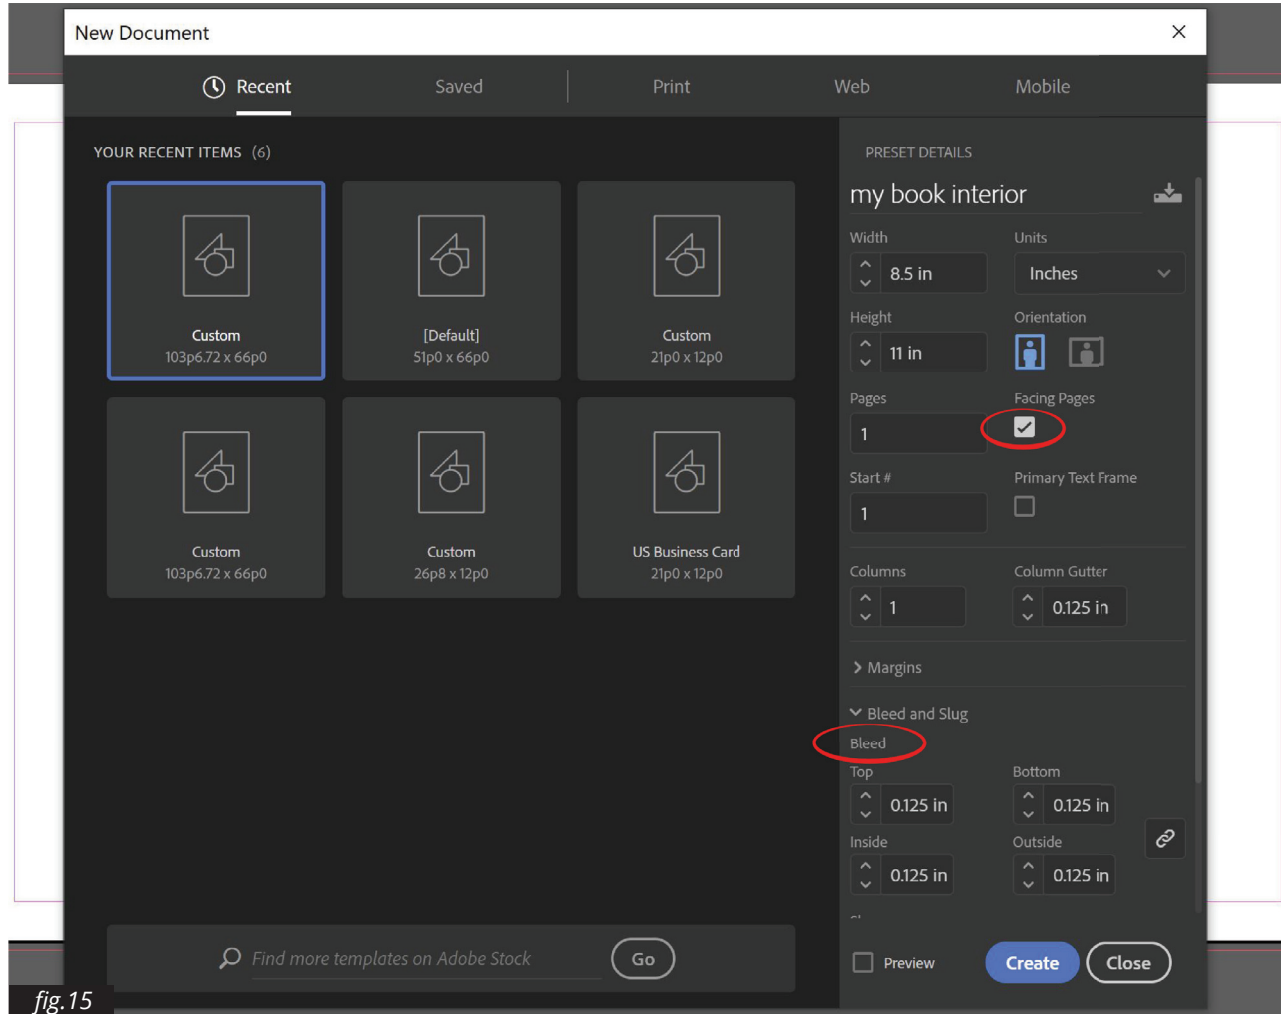 New Document
Recent
Saved
Print
Web
Mobile
YOUR RECENT ITEMS (6)
Custom
103p6.72 x 66p0
[Default]
51p0 x 66p0
Custom
21p0 x 12p0
Custom
103p6.72 x 66p0
Custom
26p8 x 12p0
US Business Card
21p0 x 12p0
Find more templates on Adobe Stock
Go
PRESET DETAILS
my book interior
Width
Units
8.5 in
Inches
Height
Orientation
11 in
Pages
Facing Pages
1
Start #
Primary Text Frame
1
Columns
Column Gutter
1
0.125 in
Margins
Bleed and Slug
Bleed
Top
Bottom
0.125 in
0.125 in
Inside
Outside
0.125 in
0.125 in
Preview
Create
Close
fig.15